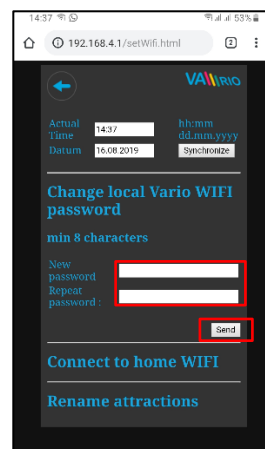 14:37 53%
192.168.4.1/setWifi.html 2
VARIO
Actual Time 14:37 hh:mm
dd.mm.yyyy
Datum 16.08.2019 Synchronize
Change local Vario WIFI
password
min 8 characters
New
password
Repeat
password :
Send
Connect to home WIFI
Rename attractions